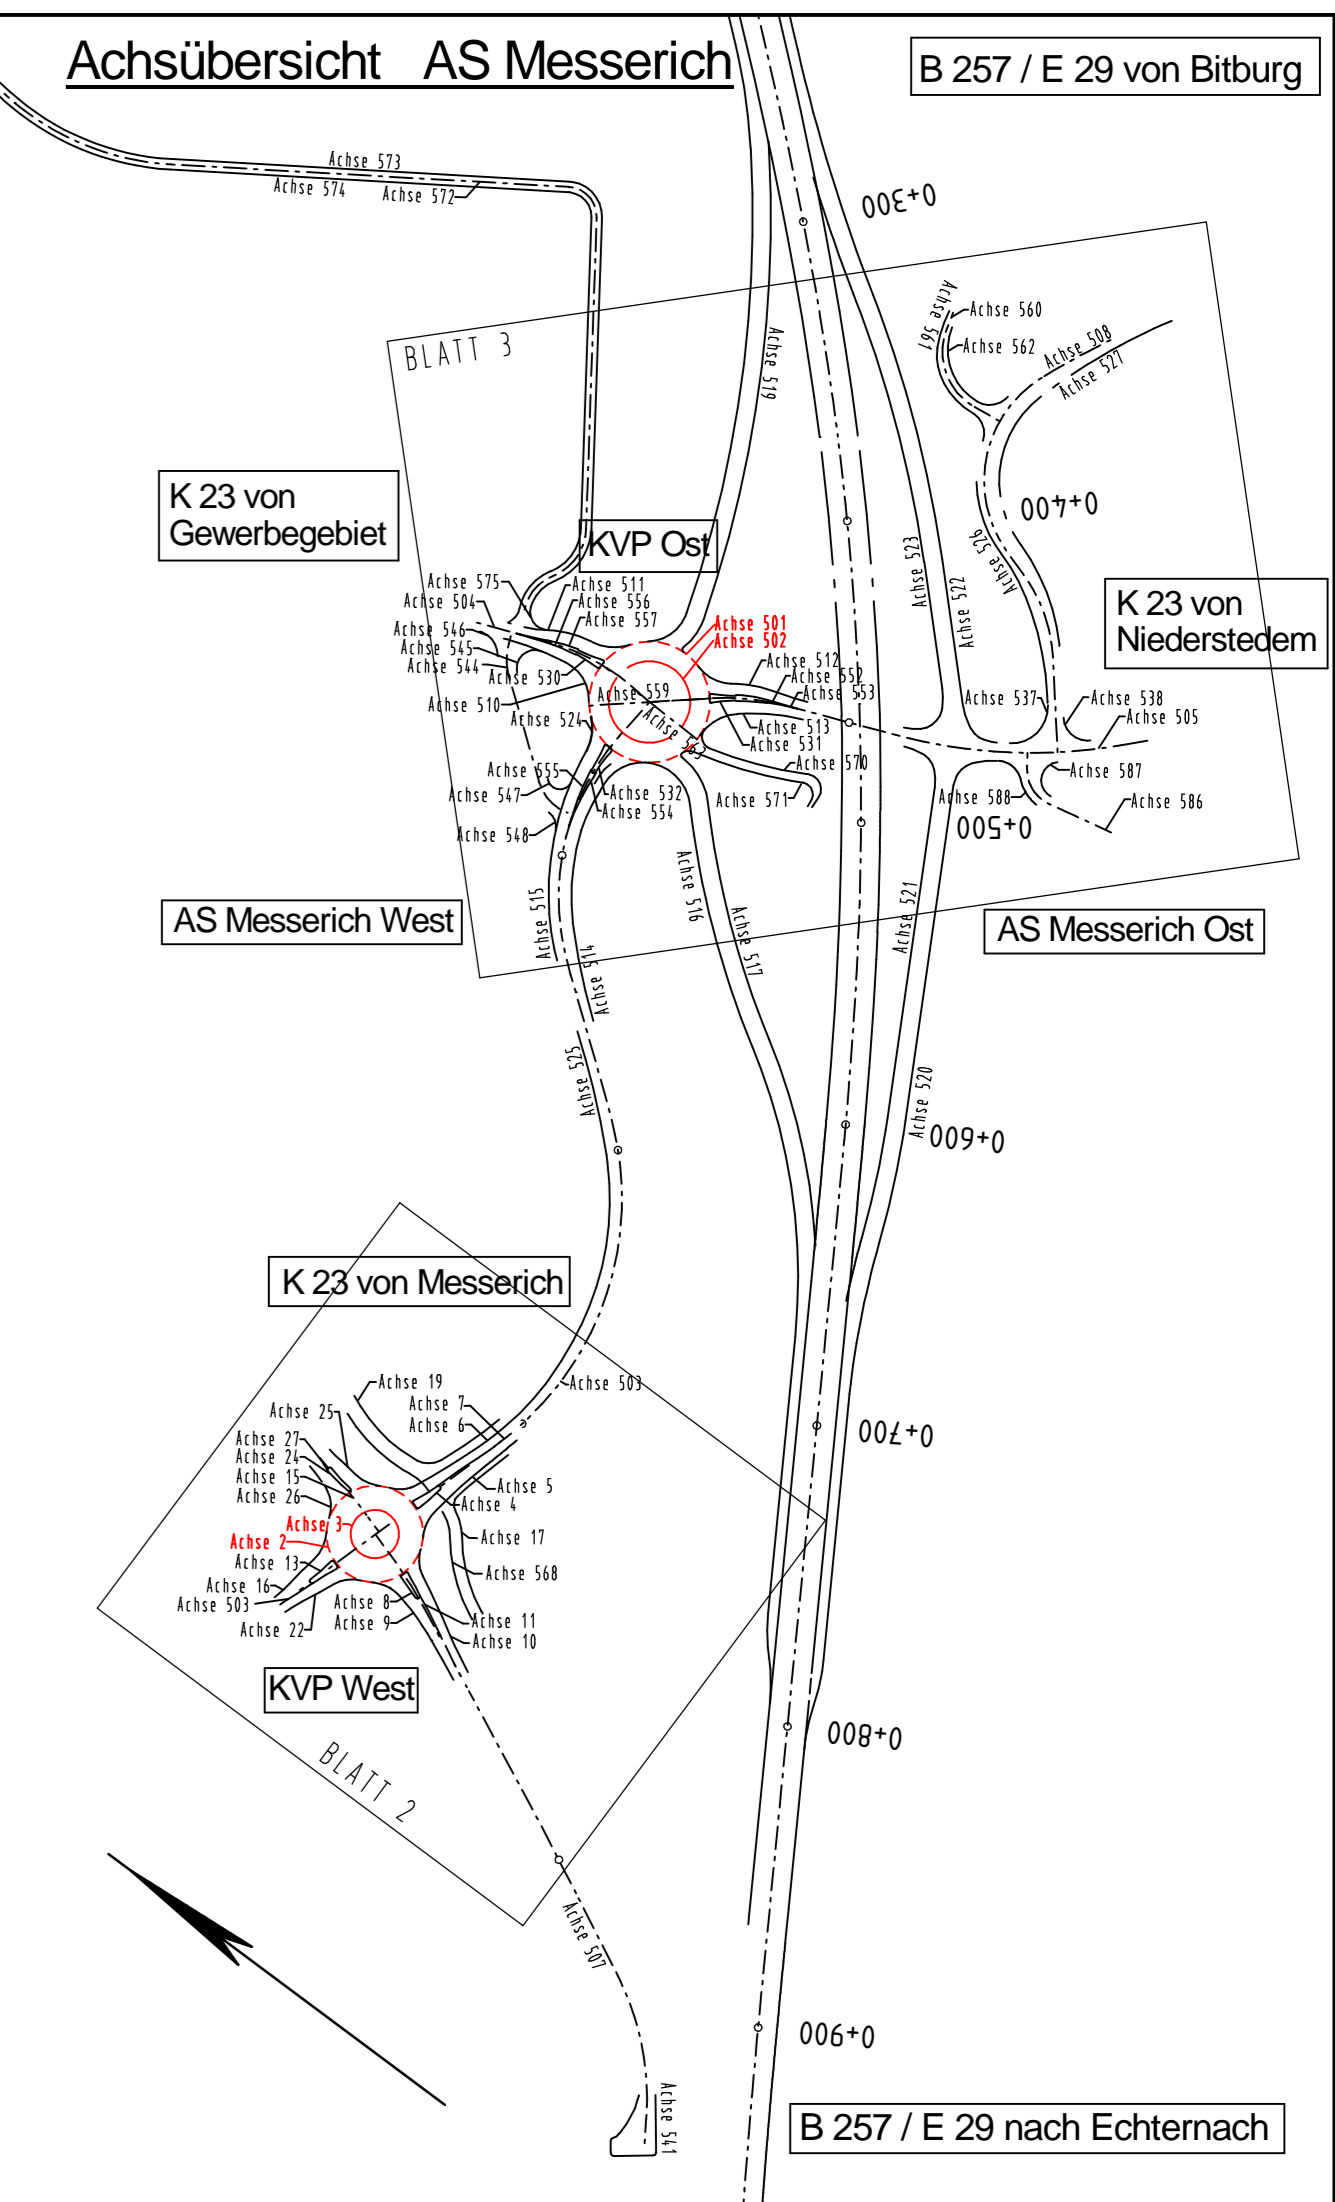 Achsübersicht AS Messerich
B 257 / E 29 von Bitburg
Achse 573
Achse 574
Achse 572
0+300
Achse 560
Achse 561
Achse 562
Achse 508
Achse 527
BLATT 3
Achse 519
K 23 von
Gewerbegebiet
KVP Ost
0+400
Achse 523
Achse 522
Achse 526
K 23 von
Niederstedem
Achse 575
Achse 511
Achse 504
Achse 556
Achse 557
Achse 546
Achse 545
Achse 544
Achse 530
Achse 510
Achse 524
Achse 501
Achse 502
Achse 559
Achse 563
Achse 512
Achse 552
Achse 553
Achse 513
Achse 531
Achse 570
Achse 571
Achse 537
Achse 538
Achse 505
Achse 587
Achse 588
Achse 586
0+500
Achse 555
Achse 547
Achse 532
Achse 554
Achse 548
Achse 515
Achse 514
Achse 516
Achse 517
Achse 521
AS Messerich West
AS Messerich Ost
Achse 525
Achse 520
0+600
K 23 von Messerich
Achse 503
Achse 19
Achse 7
Achse 6
Achse 25
Achse 27
Achse 24
Achse 15
Achse 26
Achse 5
Achse 4
Achse 3
Achse 2
Achse 17
Achse 13
Achse 568
Achse 16
Achse 503
Achse 8
Achse 9
Achse 22
Achse 11
Achse 10
0+700
KVP West
BLATT 2
0+800
Achse 507
0+900
Achse 541
B 257 / E 29 nach Echternach